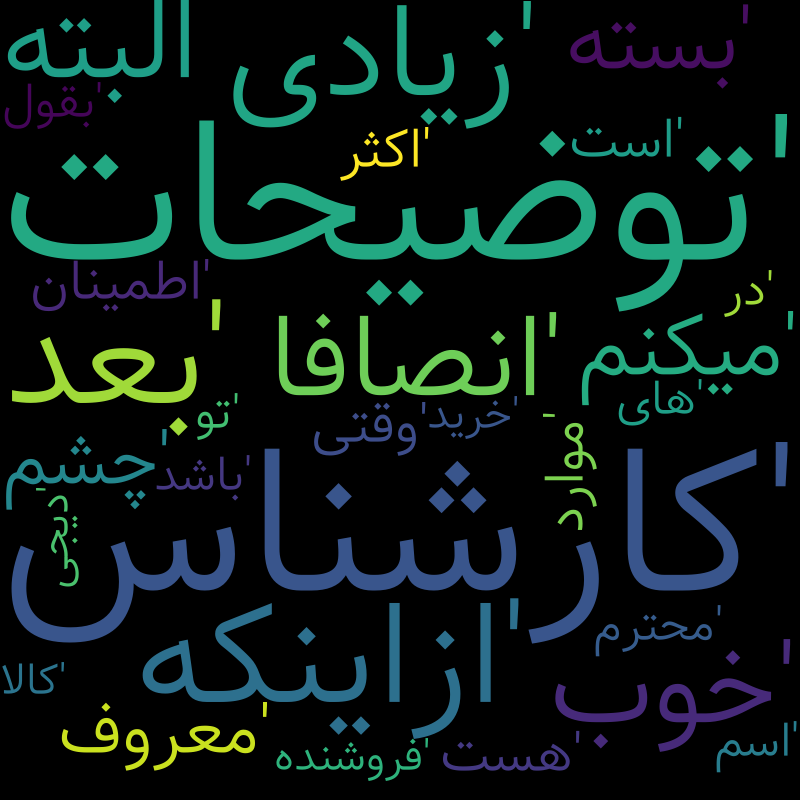 'البته
'زیادی
'بسته
'بقول
'اکثر
'است
'توضیحات
'اطمینان
'در
'بعد
'انصافا
'میکنم
'های
'تو
'وقتی
'خرید
'موارد
'چشم
'باشد
'دیجی
'کارشناس
'ازاینکه
'محترم
'کالا
'خوب
'معروف
'فروشنده
'هست
'اسم